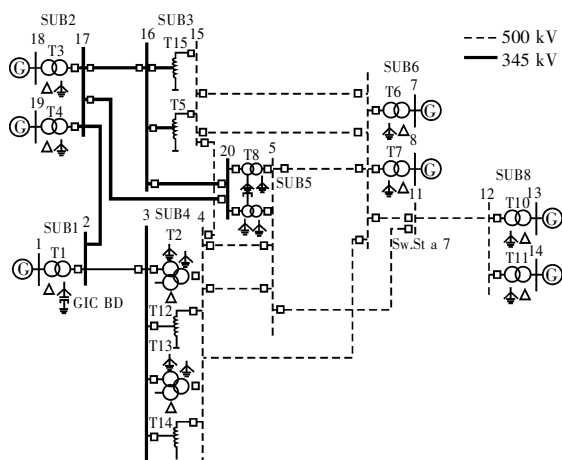 SUB2
16
SUB3
18
17
15
T3
T15
500 kV
345 kV
G
19
T4
G
T5
SUB6
7
T6
G
8
T7
G
20
T8
5
SUB5
SUB8
11
12
T10
13
G
Sw.St a 7
T11
14
G
SUB1
2
3
SUB4
4
T2
1
T1
G
GIC BD
T12
T13
T14